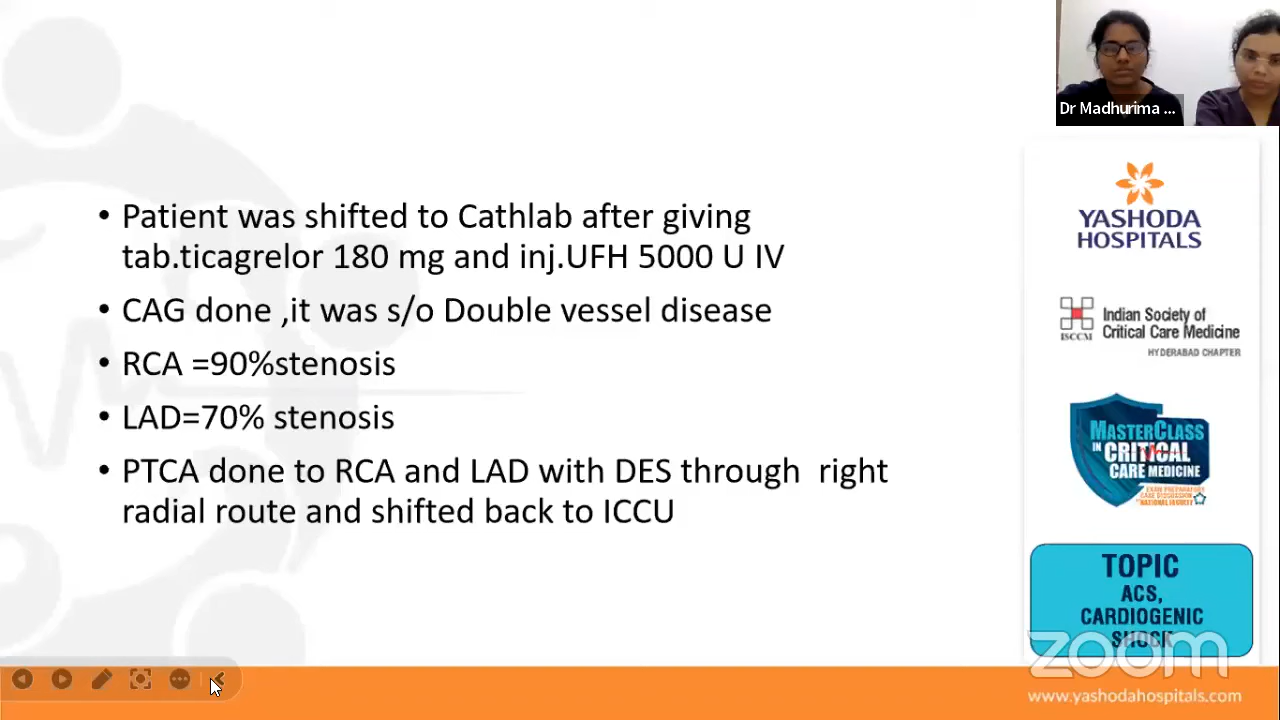 Dr Madhurima ...
• Patient was shifted to Cathlab after giving
tab.ticagrelor 180 mg and inj.UFH 5000 U IV
• CAG done ,it was s/o Double vessel disease
• RCA =90%stenosis
• LAD=70% stenosis
• PTCA done to RCA and LAD with DES through  right
radial route and shifted back to ICCU
YASHODA
HOSPITALS
ISCCM
Indian Society of
Critical Care Medicine
HYDERABAD CHAPTER
MASTERCLASS
IN CRITICAL
CARE MEDICINE
EXAM PREPARATORY
CASE DISCUSSION
BY NATIONAL FACULTY
TOPIC
ACS,
CARDIOGENIC
SHOCK
zoom
www.yashodahospitals.com